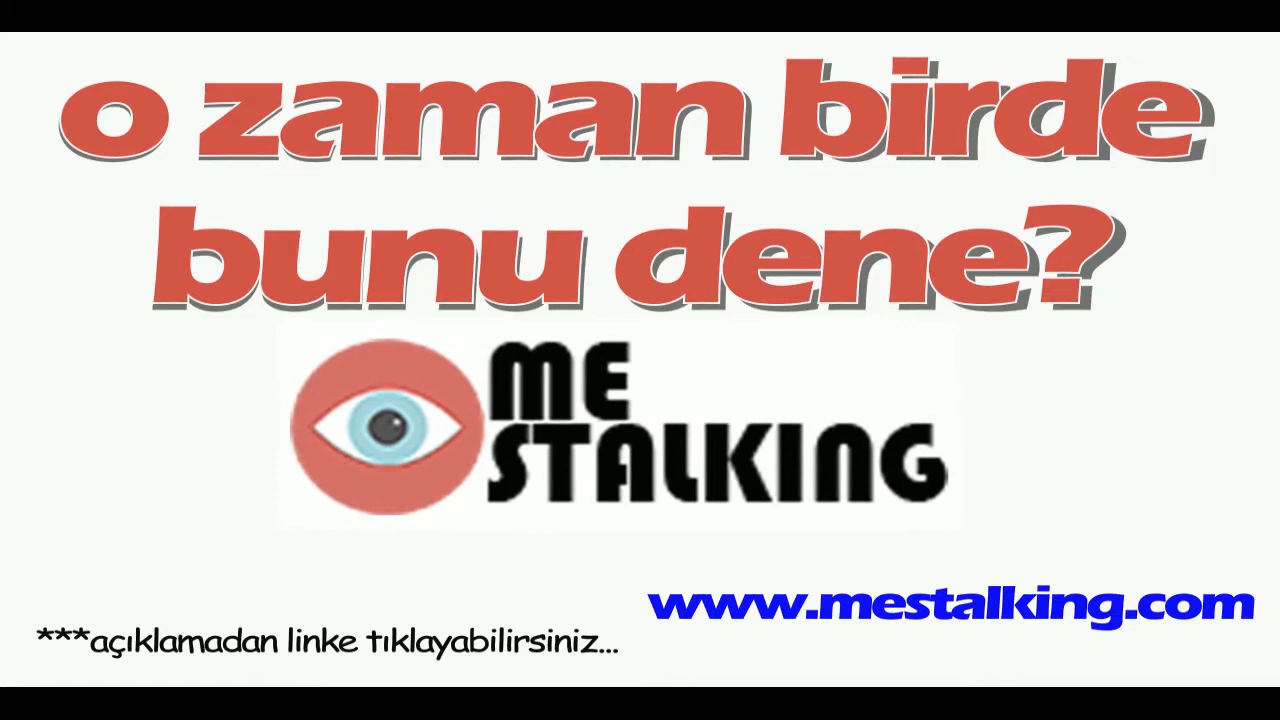 o zaman birde
bunu dene?
ME
STALKING
www.mestalking.com
***açıklamadan linke tıklayabilirsiniz...